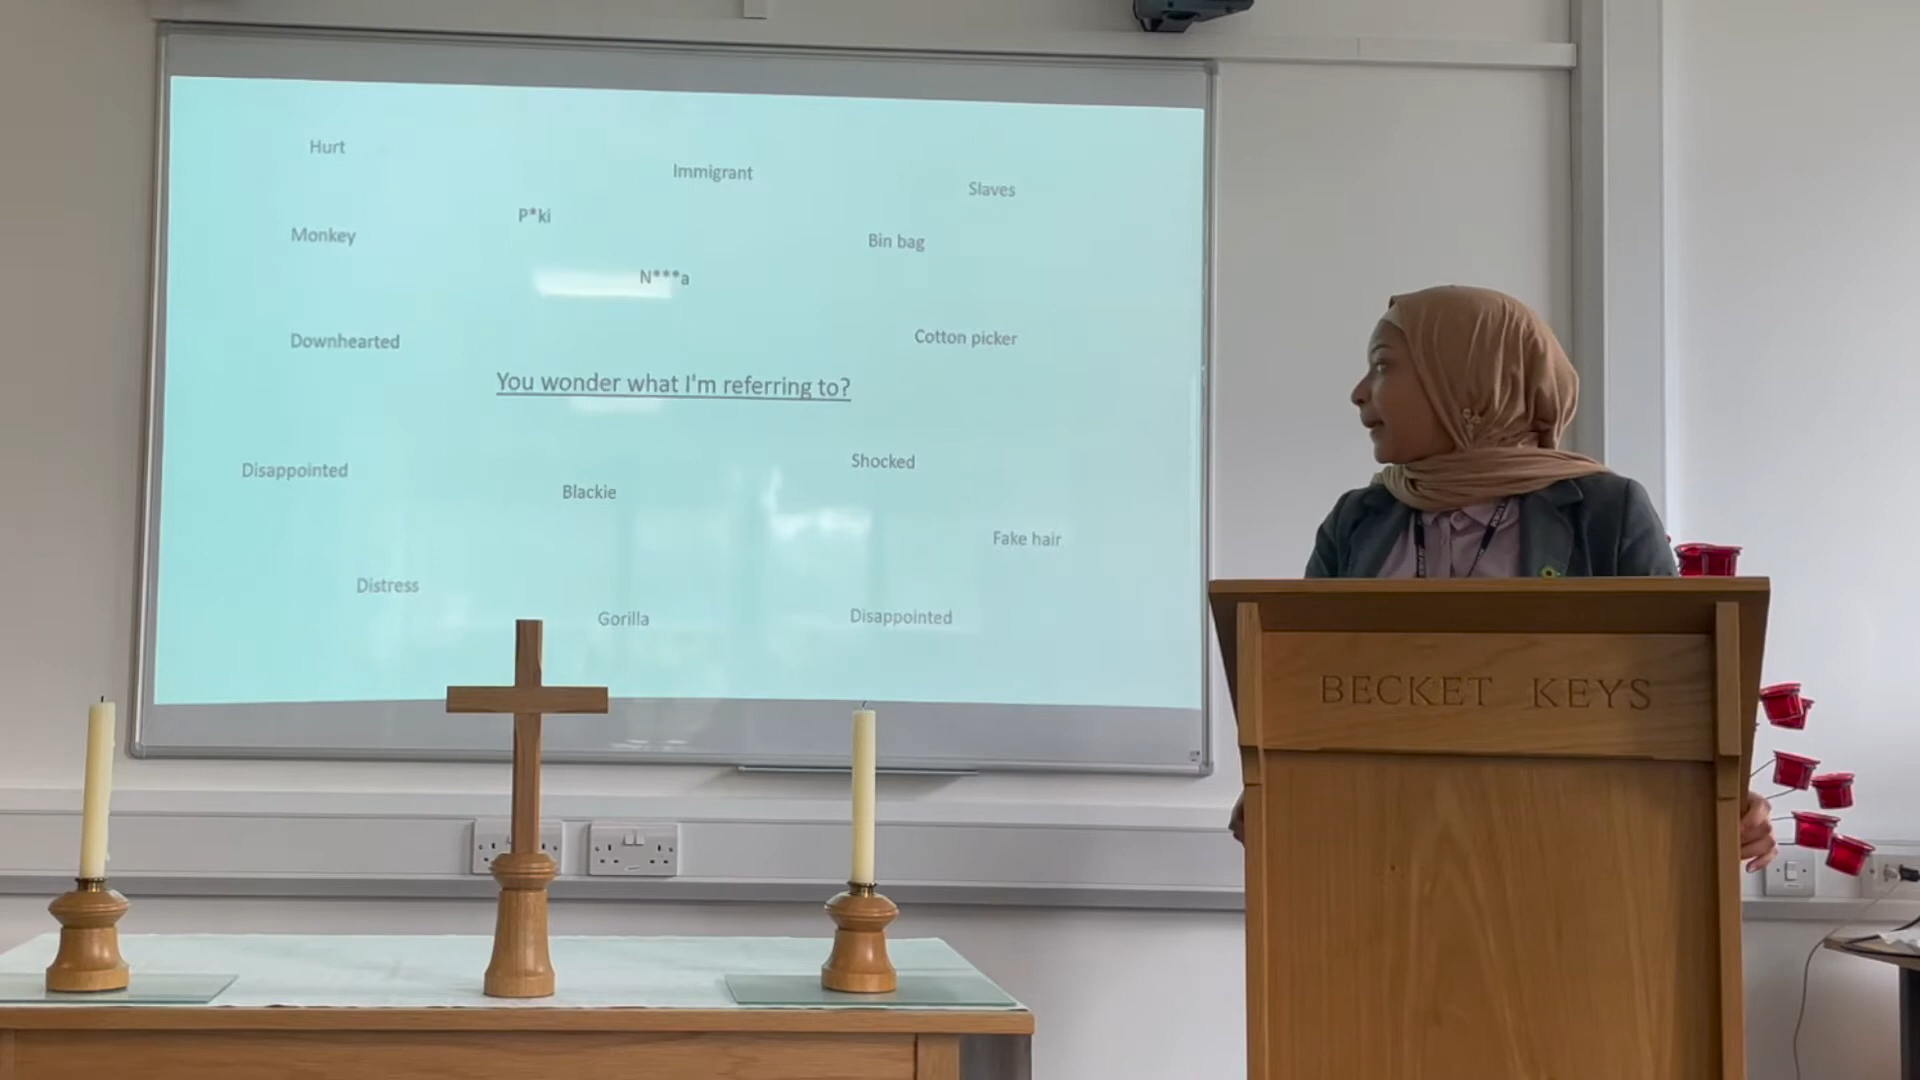 Hurt
Immigrant
Slaves
P*ki
Monkey
Bin bag
N***a
Downhearted
Cotton picker
You wonder what I'm referring to?
Shocked
Disappointed
Blackie
Fake hair
Distress
Gorilla
Disappointed
BECKET KEYS